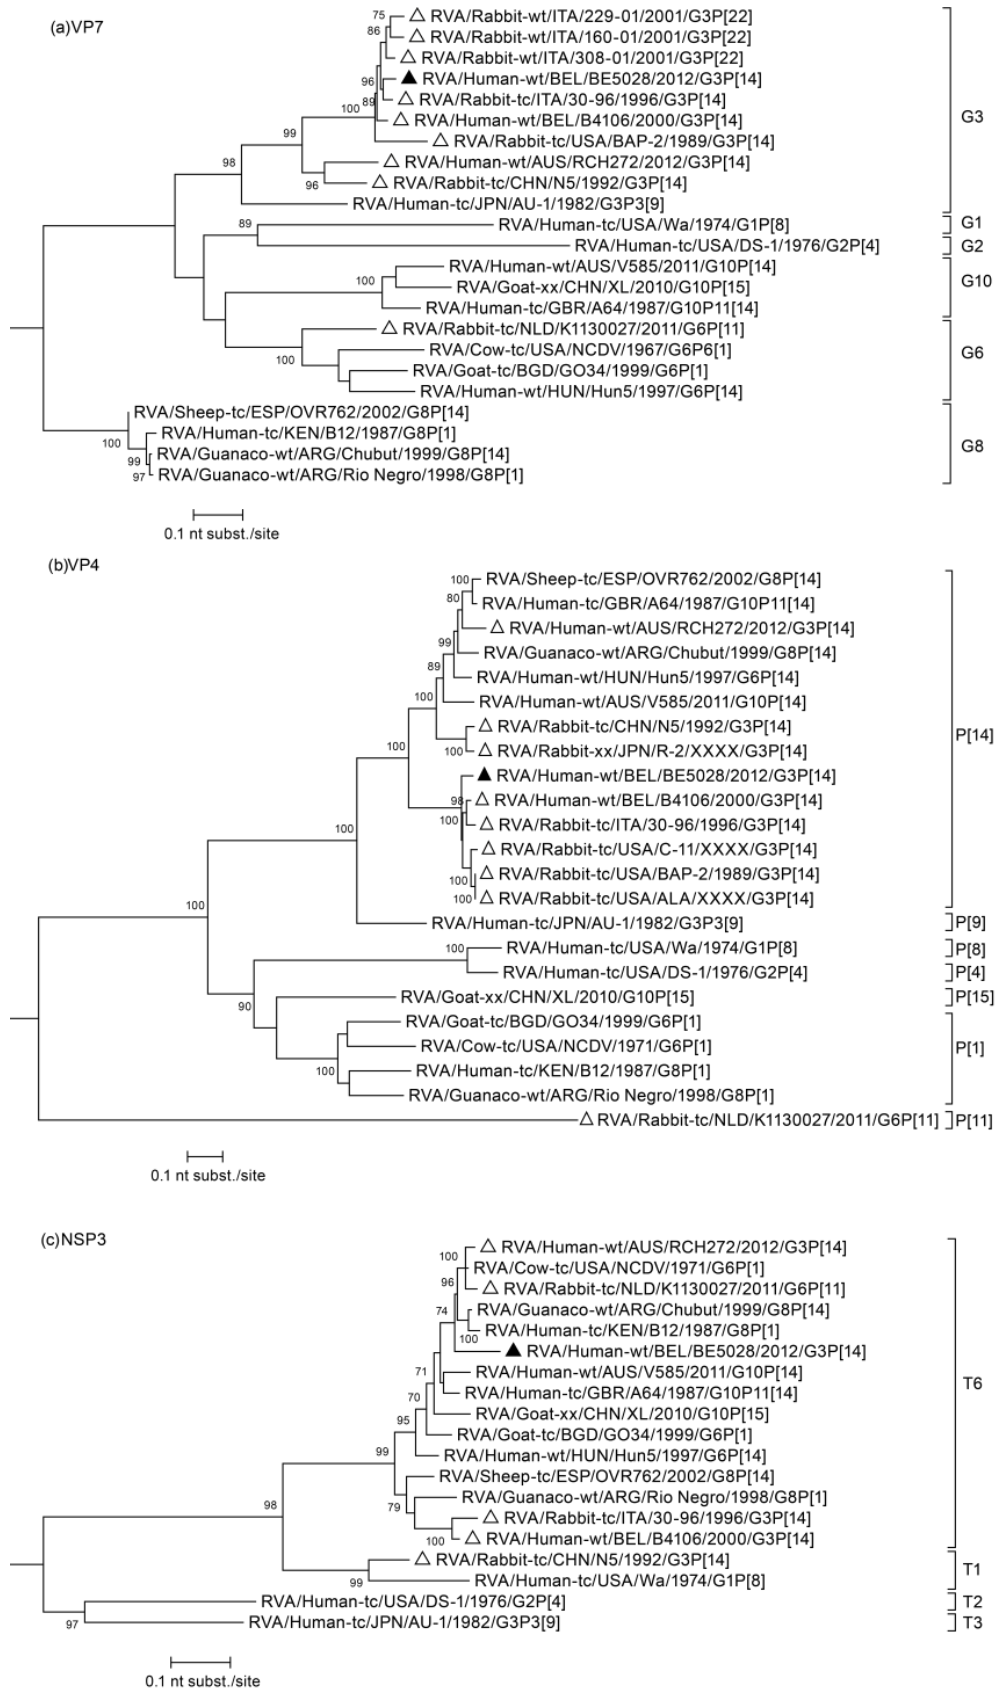 (a)VP7
75
RVA/Rabbit-wt/ITA/229-01/2001/G3P[22]
86
RVA/Rabbit-wt/ITA/160-01/2001/G3P[22]
RVA/Rabbit-wt/ITA/308-01/2001/G3P[22]
96
RVA/Human-wt/BEL/BE5028/2012/G3P[14]
89
RVA/Rabbit-tc/ITA/30-96/1996/G3P[14]
100
RVA/Human-wt/BEL/B4106/2000/G3P[14]
G3
99
RVA/Rabbit-tc/USA/BAP-2/1989/G3P[14]
98
RVA/Human-wt/AUS/RCH272/2012/G3P[14]
96
RVA/Rabbit-tc/CHN/N5/1992/G3P[14]
RVA/Human-tc/JPN/AU-1/1982/G3P3[9]
89
RVA/Human-tc/USA/Wa/1974/G1P[8]
G1
RVA/Human-tc/USA/DS-1/1976/G2P[4]
G2
RVA/Human-wt/AUS/V585/2011/G10P[14]
100
RVA/Goat-xx/CHN/XL/2010/G10P[15]
G10
RVA/Human-tc/GBR/A64/1987/G10P11[14]
RVA/Rabbit-tc/NLD/K1130027/2011/G6P[11]
100
RVA/Cow-tc/USA/NCDV/1967/G6P6[1]
G6
RVA/Goat-tc/BGD/GO34/1999/G6P[1]
RVA/Human-wt/HUN/Hun5/1997/G6P[14]
RVA/Sheep-tc/ESP/OVR762/2002/G8P[14]
100
RVA/Human-tc/KEN/B12/1987/G8P[1]
G8
99
RVA/Guanaco-wt/ARG/Chubut/1999/G8P[14]
97
RVA/Guanaco-wt/ARG/Rio Negro/1998/G8P[1]
0.1 nt subst./site
(b)VP4
100
RVA/Sheep-tc/ESP/OVR762/2002/G8P[14]
80
RVA/Human-tc/GBR/A64/1987/G10P11[14]
RVA/Human-wt/AUS/RCH272/2012/G3P[14]
99
RVA/Guanaco-wt/ARG/Chubut/1999/G8P[14]
89
RVA/Human-wt/HUN/Hun5/1997/G6P[14]
100
RVA/Human-wt/AUS/V585/2011/G10P[14]
RVA/Rabbit-tc/CHN/N5/1992/G3P[14]
P[14]
100
100
RVA/Rabbit-xx/JPN/R-2/XXXX/G3P[14]
RVA/Human-wt/BEL/BE5028/2012/G3P[14]
98
RVA/Human-wt/BEL/B4106/2000/G3P[14]
100
RVA/Rabbit-tc/ITA/30-96/1996/G3P[14]
100
RVA/Rabbit-tc/USA/C-11/XXXX/G3P[14]
100
RVA/Rabbit-tc/USA/BAP-2/1989/G3P[14]
100
RVA/Rabbit-tc/USA/ALA/XXXX/G3P[14]
100
RVA/Human-tc/JPN/AU-1/1982/G3P3[9]
P[9]
100
RVA/Human-tc/USA/Wa/1974/G1P[8]
P[8]
RVA/Human-tc/USA/DS-1/1976/G2P[4]
P[4]
90
RVA/Goat-xx/CHN/XL/2010/G10P[15]
P[15]
RVA/Goat-tc/BGD/GO34/1999/G6P[1]
RVA/Cow-tc/USA/NCDV/1971/G6P[1]
P[1]
100
RVA/Human-tc/KEN/B12/1987/G8P[1]
RVA/Guanaco-wt/ARG/Rio Negro/1998/G8P[1]
RVA/Rabbit-tc/NLD/K1130027/2011/G6P[11]
P[11]
0.1 nt subst./site
(c)NSP3
100
RVA/Human-wt/AUS/RCH272/2012/G3P[14]
RVA/Cow-tc/USA/NCDV/1971/G6P[1]
96
RVA/Rabbit-tc/NLD/K1130027/2011/G6P[11]
74
RVA/Guanaco-wt/ARG/Chubut/1999/G8P[14]
100
RVA/Human-tc/KEN/B12/1987/G8P[1]
RVA/Human-wt/BEL/BE5028/2012/G3P[14]
71
RVA/Human-wt/AUS/V585/2011/G10P[14]
T6
70
RVA/Human-tc/GBR/A64/1987/G10P11[14]
95
RVA/Goat-xx/CHN/XL/2010/G10P[15]
RVA/Goat-tc/BGD/GO34/1999/G6P[1]
99
RVA/Human-wt/HUN/Hun5/1997/G6P[14]
RVA/Sheep-tc/ESP/OVR762/2002/G8P[14]
79
RVA/Guanaco-wt/ARG/Rio Negro/1998/G8P[1]
98
RVA/Rabbit-tc/ITA/30-96/1996/G3P[14]
100
RVA/Human-wt/BEL/B4106/2000/G3P[14]
RVA/Rabbit-tc/CHN/N5/1992/G3P[14]
T1
99
RVA/Human-tc/USA/Wa/1974/G1P[8]
RVA/Human-tc/USA/DS-1/1976/G2P[4]
T2
97
RVA/Human-tc/JPN/AU-1/1982/G3P3[9]
T3
0.1 nt subst./site